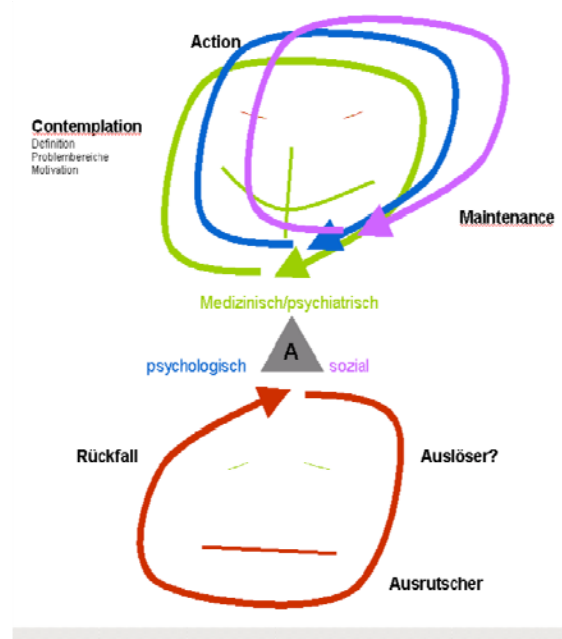 Action
Contemplation
Definition
Problembereiche
Motivation
Maintenance
Medizinisch/psychiatrisch
A
psychologisch
sozial
Rückfall
Auslöser?
Ausrutscher